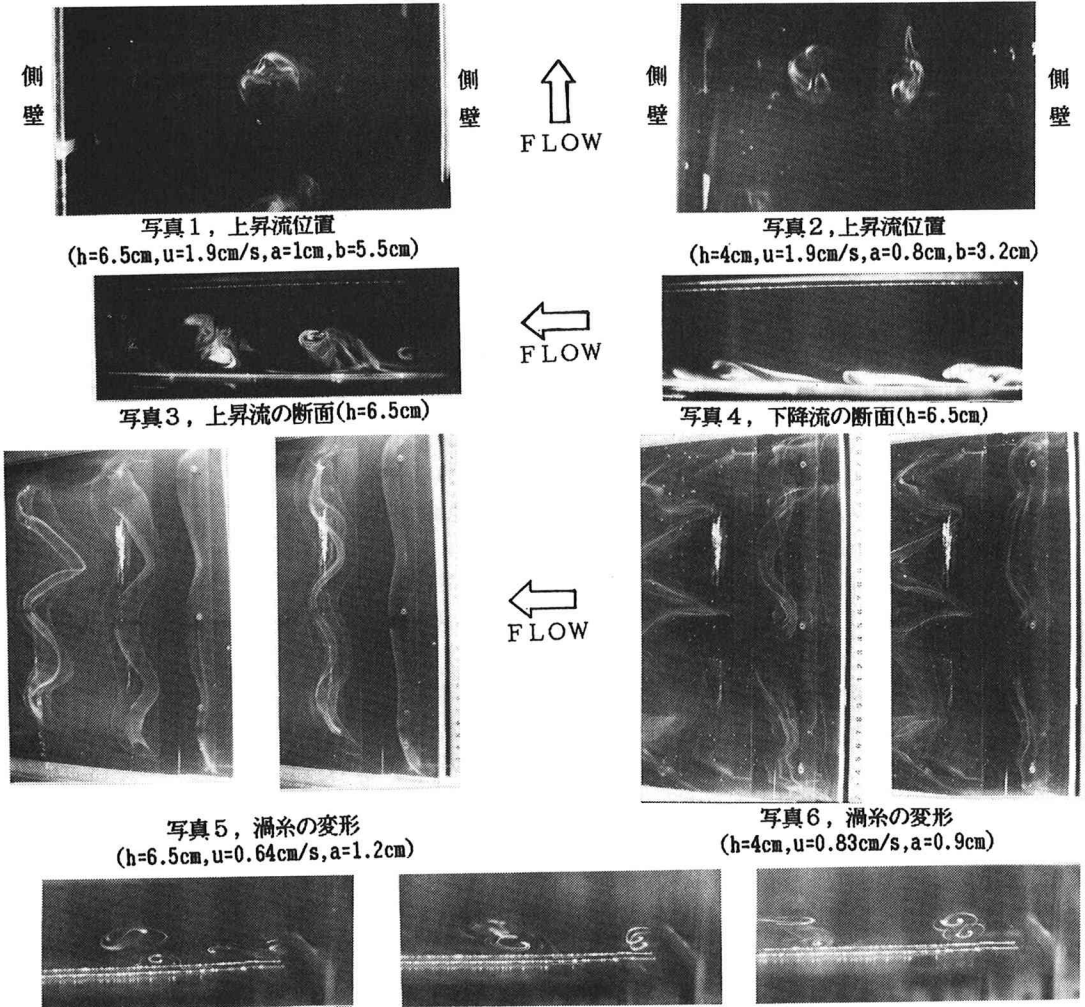 側壁
側壁
FLOW
側壁
側壁
写真1，上昇流位置
(h=6.5cm,u=1.9cm/s,a=1cm,b=5.5cm)
写真2,上昇流位置
(h=4cm,u=1.9cm/s,a=0.8cm,b=3.2cm)
FLOW
写真3，上昇流の断面(h=6.5cm)
写真4，下降流の断面(h=6.5cm)
FLOW
写真5，渦糸の変形
(h=6.5cm,u=0.64cm/s,a=1.2cm)
写真6，渦糸の変形
(h=4cm,u=0.83cm/s,a=0.9cm)